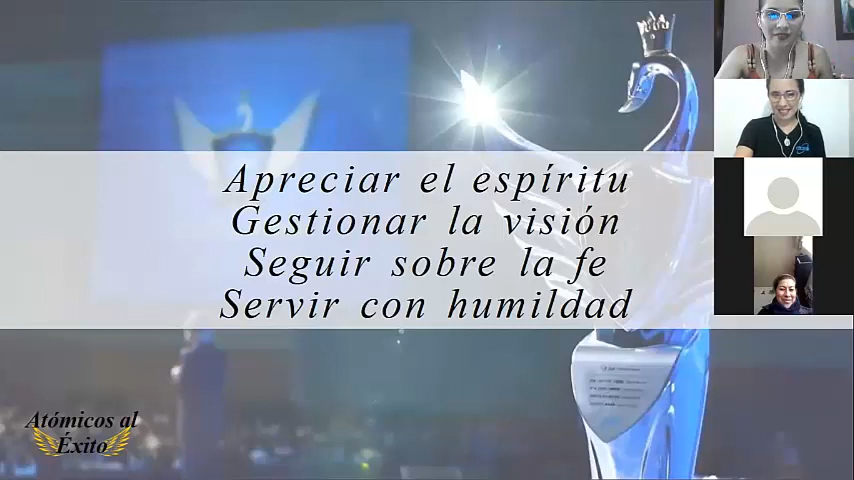 Apreciar el espíritu
Gestionar la visión
Seguir sobre la fe
Servir con humildad
Atómicos al
Éxito